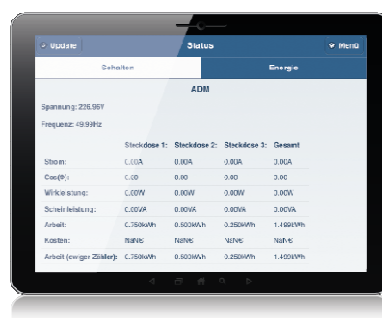 Update Status Menü
Schalten Energie
ADM
Spannung: 226.96V
Frequenz: 49.99Hz
Steckdose 1: Steckdose 2: Steckdose 3: Gesamt
Strom: 0.00A 0.00A 0.00A 0.00A
Cos(Φ): 0.00 0.00 0.00 0.00
Wirkleistung: 0.00W 0.00W 0.00W 0.00W
Scheinleistung: 0.00VA 0.00VA 0.00VA 0.00VA
Arbeit: 0.750kWh 0.500kWh 0.250kWh 1.499kWh
Kosten: NaN€ NaN€ NaN€ NaN€
Arbeit (ewiger Zähler): 0.750kWh 0.500kWh 0.250kWh 1.499kWh